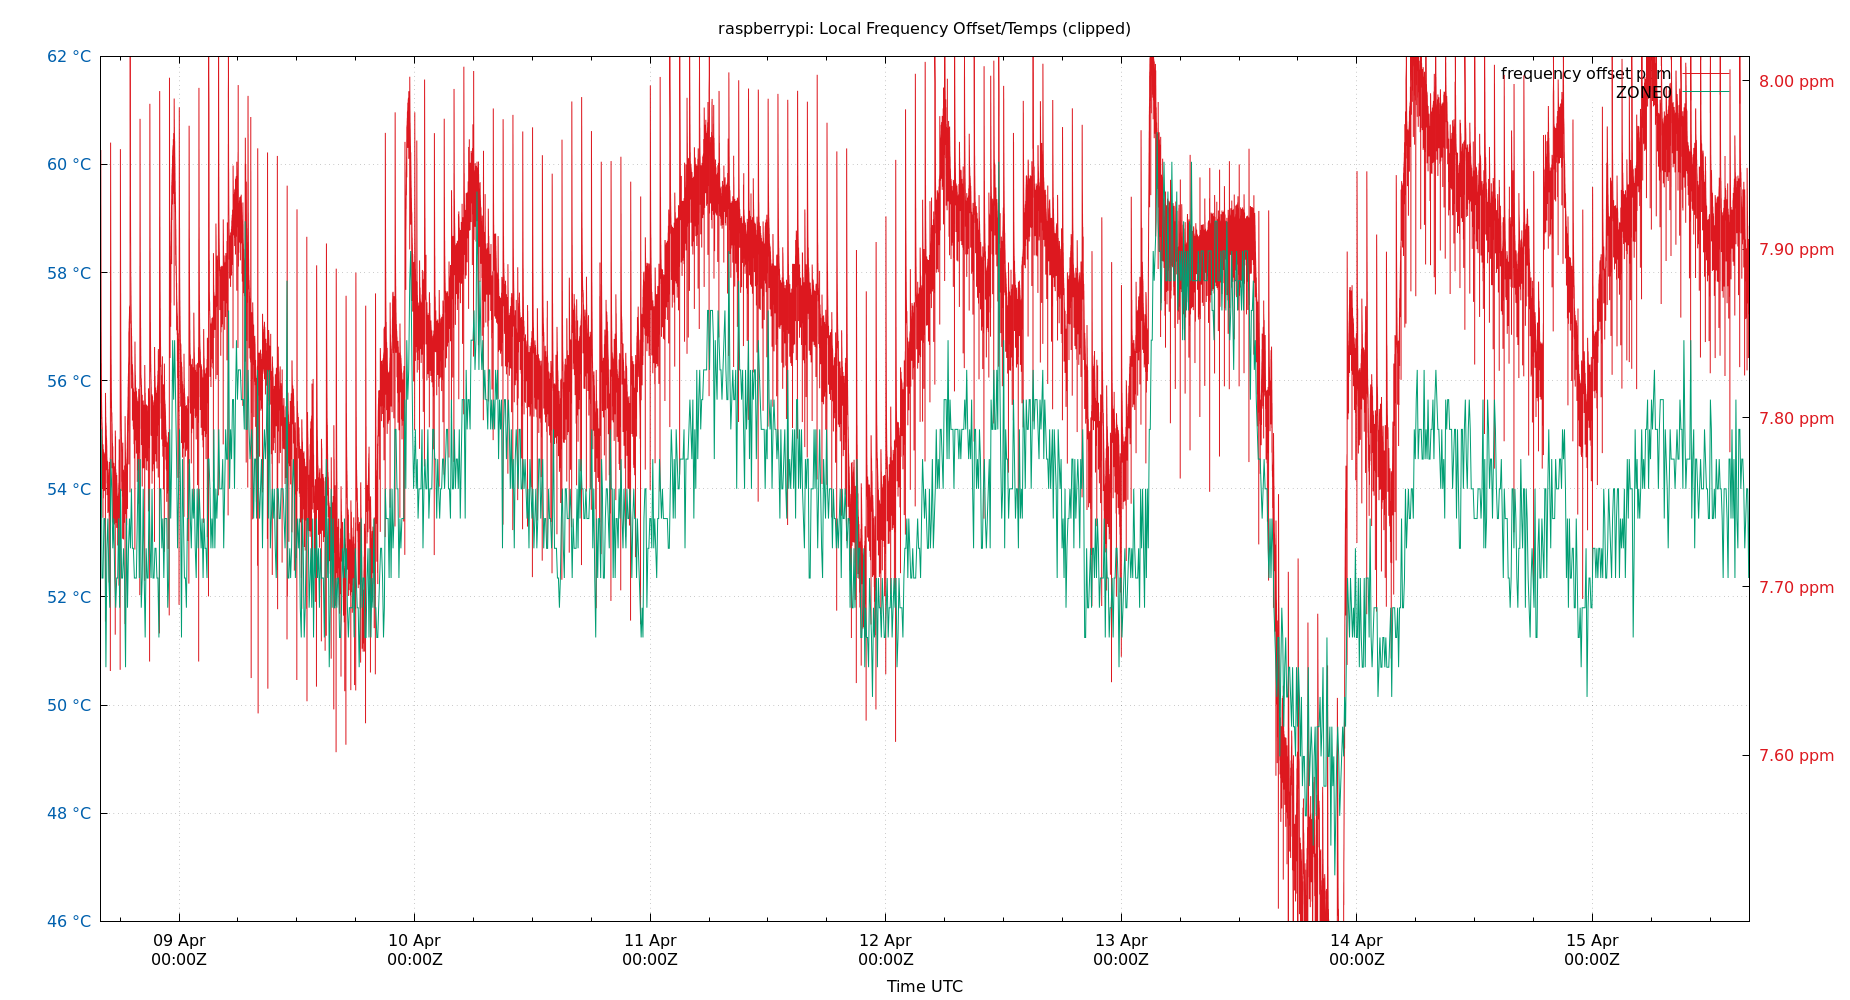 raspberrypi: Local Frequency Offset/Temps (clipped)
62 °C
60 °C
58 °C
56 °C
54 °C
52 °C
50 °C
48 °C
46 °C
frequency offset ppm
ZONE0
8.00 ppm
7.90 ppm
7.80 ppm
7.70 ppm
7.60 ppm
09 Apr
00:00Z
10 Apr
00:00Z
11 Apr
00:00Z
12 Apr
00:00Z
13 Apr
00:00Z
14 Apr
00:00Z
15 Apr
00:00Z
Time UTC